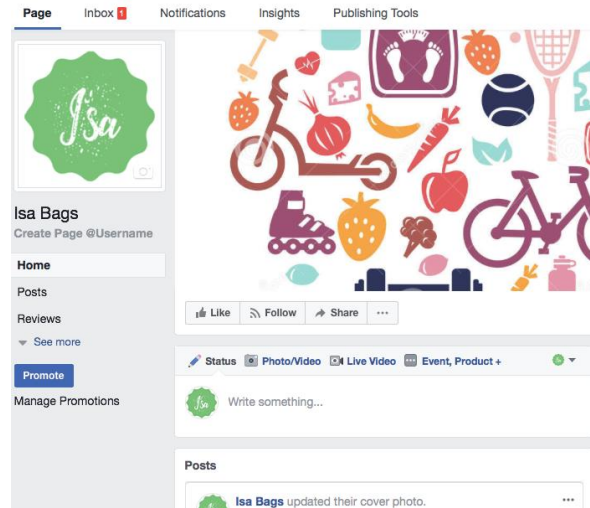 Page Inbox 1 Notifications Insights Publishing Tools
Isa
Isa Bags
Create Page @Username
Home
Posts
Reviews
See more
Promote
Manage Promotions
Like Follow Share ...
Status Photo/Video Live Video Event, Product +
Isa
Write something...
Posts
Isa Bags updated their cover photo. ...